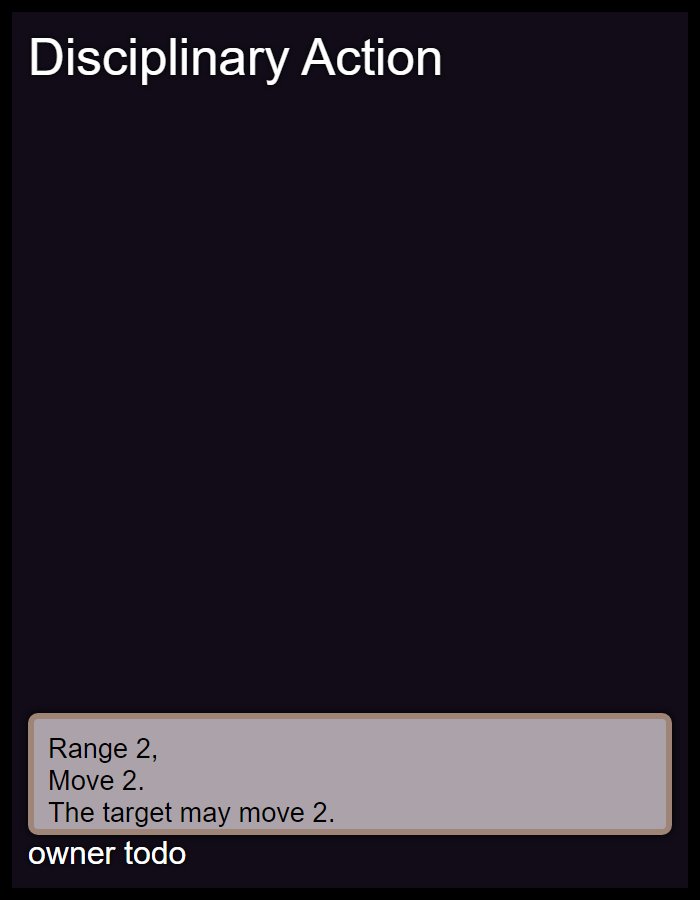 Disciplinary Action
Range 2,
Move 2.
The target may move 2.
owner todo